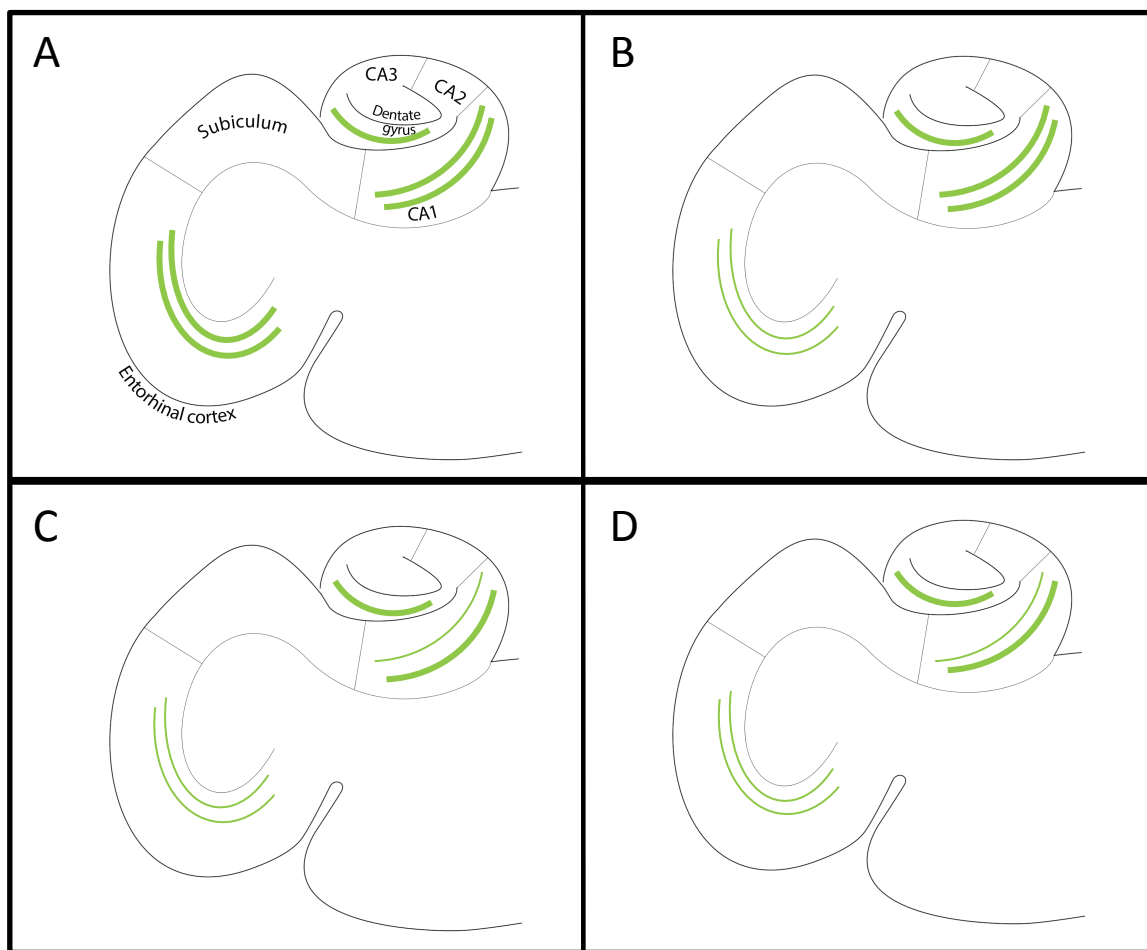 A
CA3
CA2
Dentate
gyrus
Subiculum
CA1
Entorhinal cortex
B
C
D